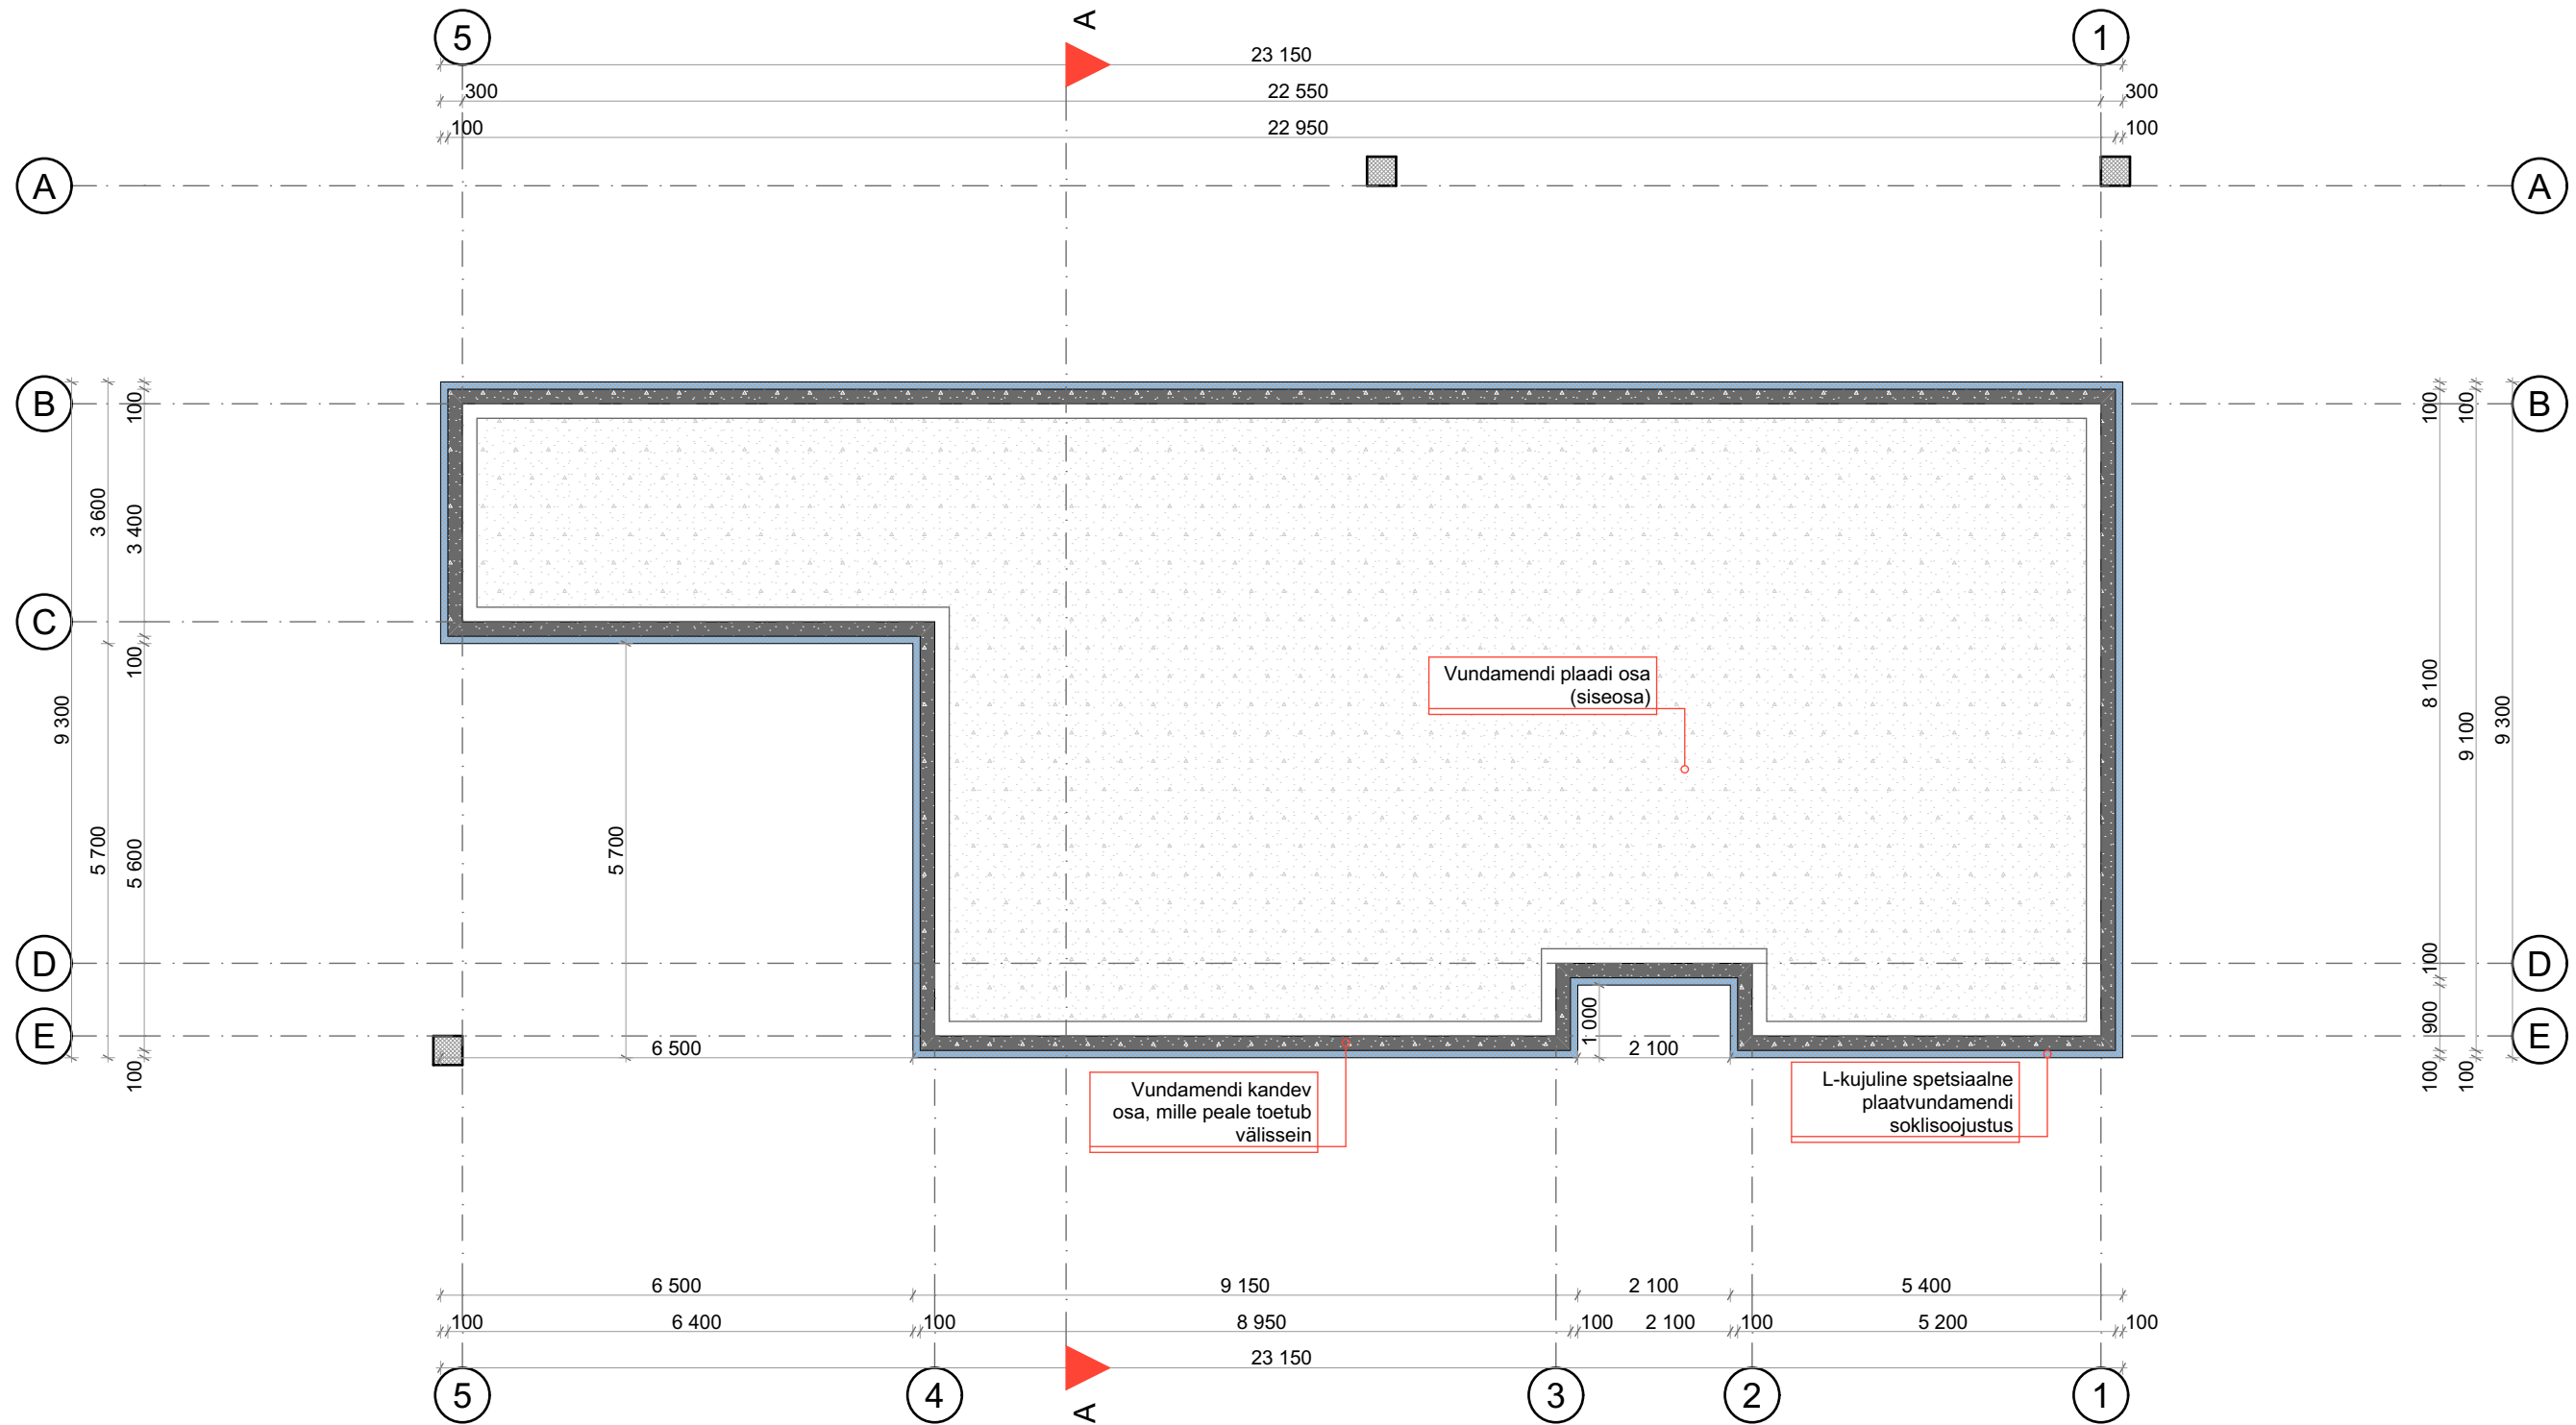 5
A
1
23 150
300
22 550
300
100
22 950
100
A
A
B
B
100
100
100
3 600
3 400
C
100
Vundamendi plaadi osa
(siseosa)
8 100
9 300
9 100
9 300
5 700
5 600
5 700
D
100
D
1 000
900
E
E
6 500
2 100
100
100
100
Vundamendi kandev
osa, mille peale toetub
välissein
L-kujuline spetsiaalne
plaatvundamendi
soklisoojustus
6 500
9 150
2 100
5 400
100
6 400
100
8 950
100
2 100
100
5 200
100
23 150
5
4
A
3
2
1